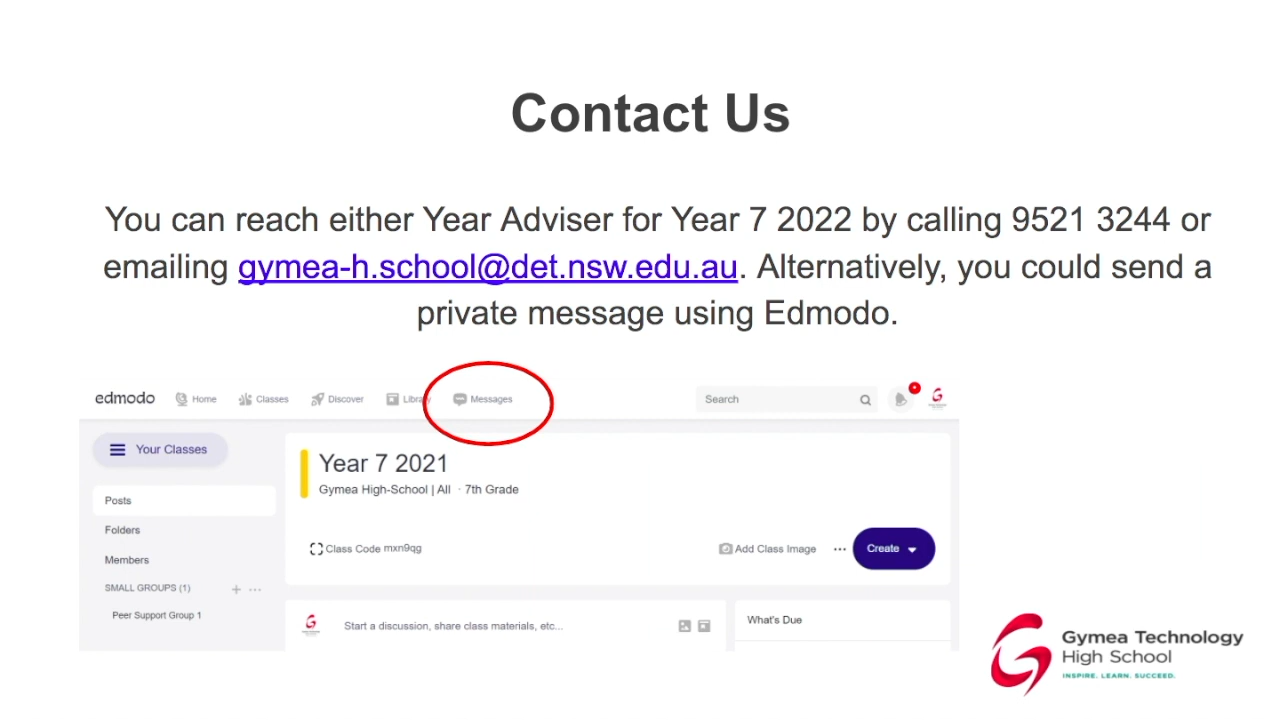 Contact Us
You can reach either Year Adviser for Year 7 2022 by calling 9521 3244 or
emailing gymea-h.school@det.nsw.edu.au. Alternatively, you could send a
private message using Edmodo.
edmodo Home Classes Discover Library Messages Search
Your Classes
Posts
Folders
Members
SMALL GROUPS (1) + ...
Peer Support Group 1
Year 7 2021
Gymea High-School | All · 7th Grade
Class Code mxn9qg Add Class Image ... Create
Start a discussion, share class materials, etc...
What's Due
Gymea Technology
High School
INSPIRE. LEARN. SUCCEED.